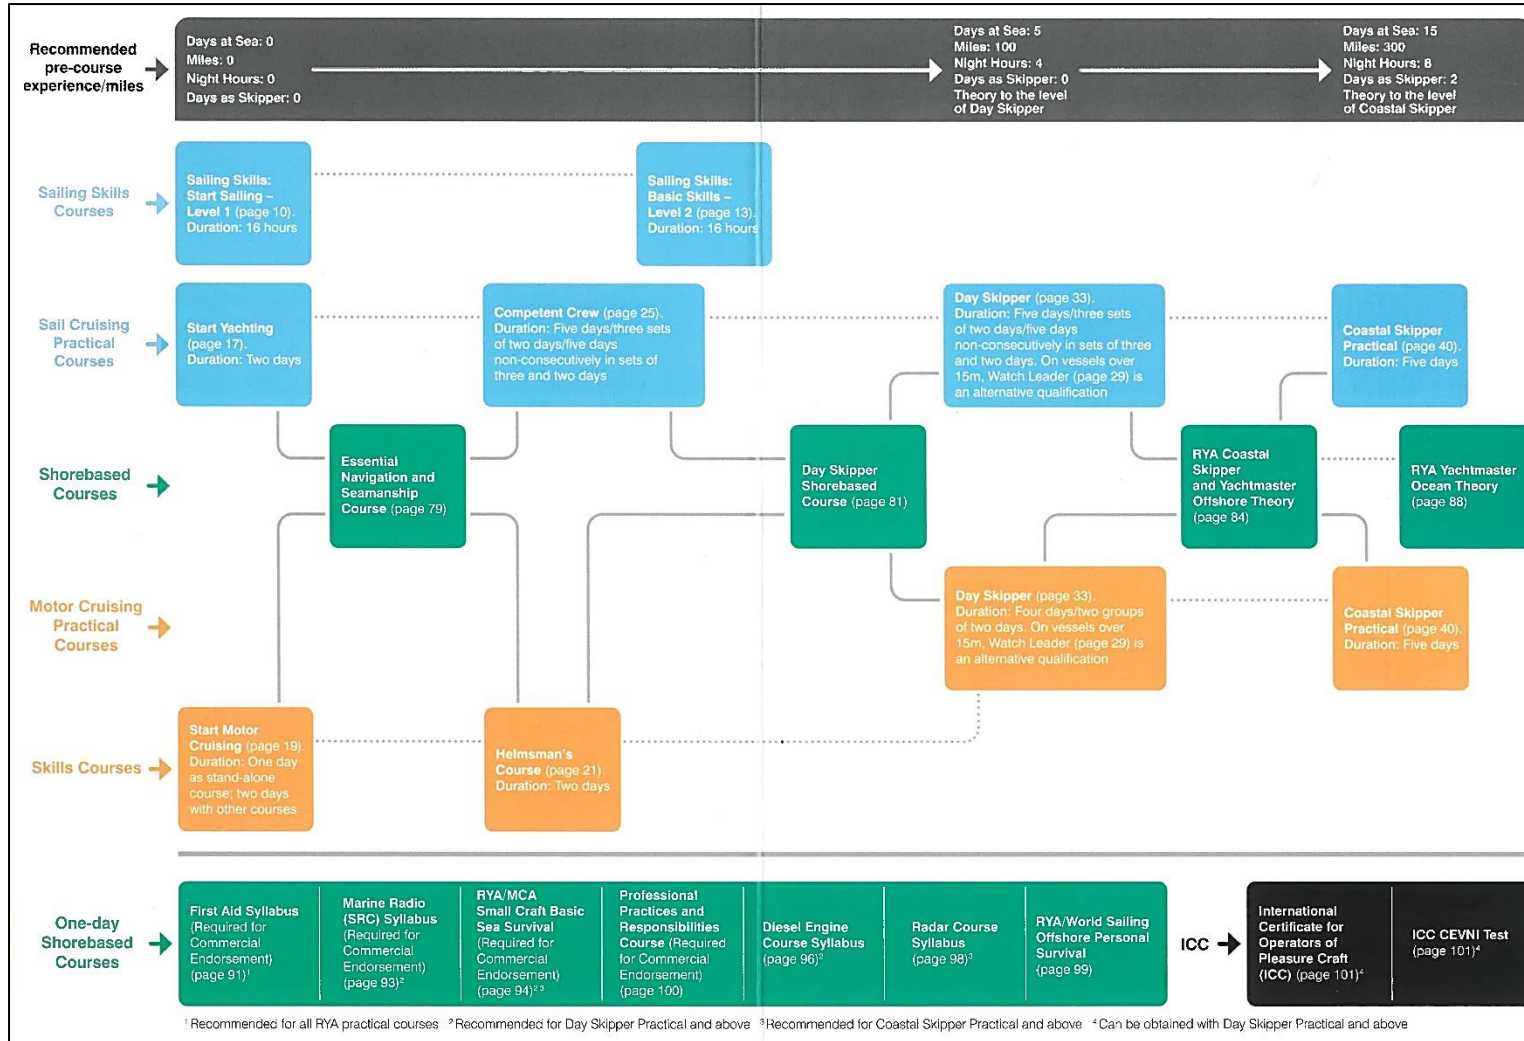 Recommended
pre-course
experience/miles
Days at Sea: 0
Miles: 0
Night Hours: 0
Days as Skipper: 0
Days at Sea: 5
Miles: 100
Night Hours: 4
Days as Skipper: 0
Theory to the level
of Day Skipper
Days at Sea: 15
Miles: 300
Night Hours: 8
Days as Skipper: 2
Theory to the level
of Coastal Skipper
Sailing Skills
Courses
Sailing Skills:
Start Sailing –
Level 1 (page 10).
Duration: 16 hours
Sailing Skills:
Basic Skills –
Level 2 (page 13).
Duration: 16 hours
Sail Cruising
Practical
Courses
Start Yachting
(page 17).
Duration: Two days
Competent Crew (page 25).
Duration: Five days/three sets
of two days/five days
non-consecutively in sets of
three and two days
Day Skipper (page 33).
Duration: Five days/three sets
of two days/five days
non-consecutively in sets of three
and two days. On vessels over
15m, Watch Leader (page 29) is
an alternative qualification
Coastal Skipper
Practical (page 40).
Duration: Five days
Shorebased
Courses
Essential
Navigation and
Seamanship
Course (page 79)
Day Skipper
Shorebased
Course (page 81)
RYA Coastal
Skipper
and Yachtmaster
Offshore Theory
(page 84)
RYA Yachtmaster
Ocean Theory
(page 88)
Motor Cruising
Practical
Courses
Day Skipper (page 33).
Duration: Four days/two groups
of two days. On vessels over
15m, Watch Leader (page 29) is
an alternative qualification
Coastal Skipper
Practical (page 40).
Duration: Five days
Skills Courses
Start Motor
Cruising (page 19).
Duration: One day
as stand-alone
course; two days
with other courses
Helmsman's
Course (page 21).
Duration: Two days
One-day
Shorebased
Courses
First Aid Syllabus
(Required for
Commercial
Endorsement)
(page 91)¹
Marine Radio
(SRC) Syllabus
(Required for
Commercial
Endorsement)
(page 93)²
RYA/MCA
Small Craft Basic
Sea Survival
(Required for
Commercial
Endorsement)
(page 94)² ³
Professional
Practices and
Responsibilities
Course (Required
for Commercial
Endorsement)
(page 100)
Diesel Engine
Course Syllabus
(page 96)²
Radar Course
Syllabus
(page 98)³
RYA/World Sailing
Offshore Personal
Survival
(page 99)
ICC
International
Certificate for
Operators of
Pleasure Craft
(ICC) (page 101)⁴
ICC CEVNI Test
(page 101)⁴
¹ Recommended for all RYA practical courses ² Recommended for Day Skipper Practical and above ³ Recommended for Coastal Skipper Practical and above ⁴ Can be obtained with Day Skipper Practical and above